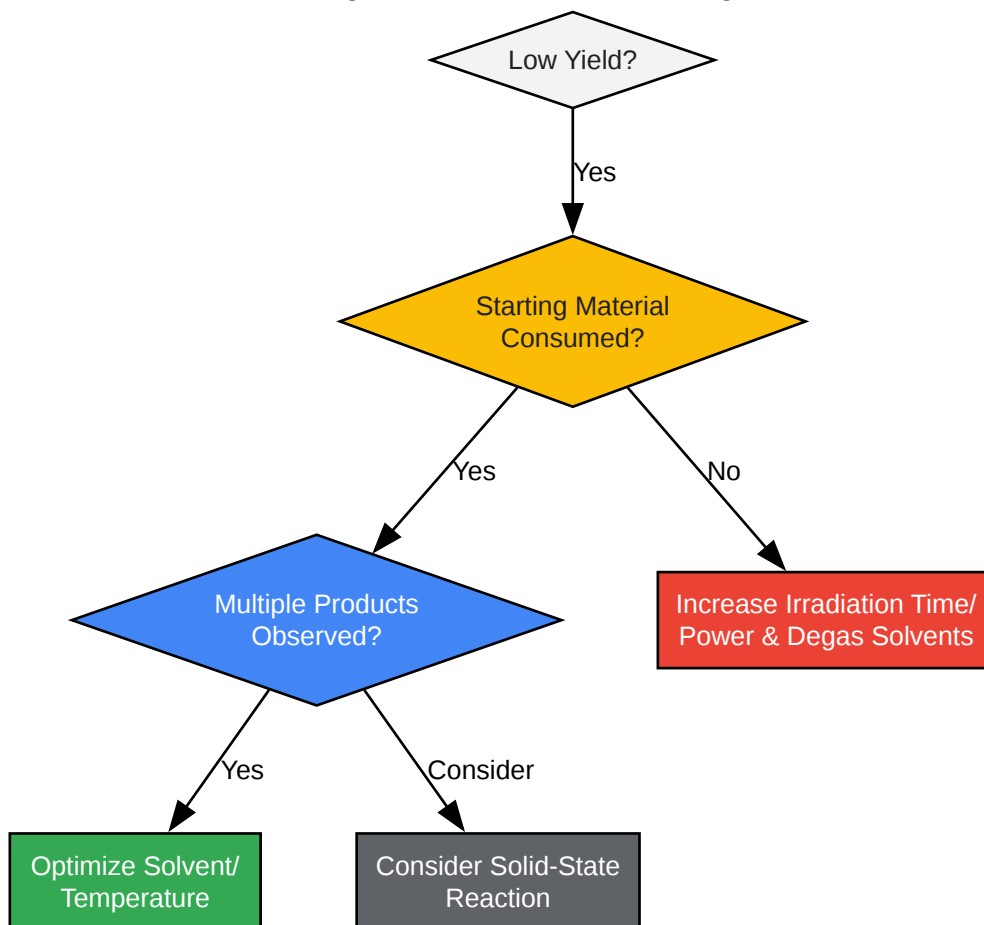 Low Yield?
Yes
Starting Material
Consumed?
Yes
No
Multiple Products
Observed?
Increase Irradiation Time/
Power & Degas Solvents
Yes
Consider
Optimize Solvent/
Temperature
Consider Solid-State
Reaction